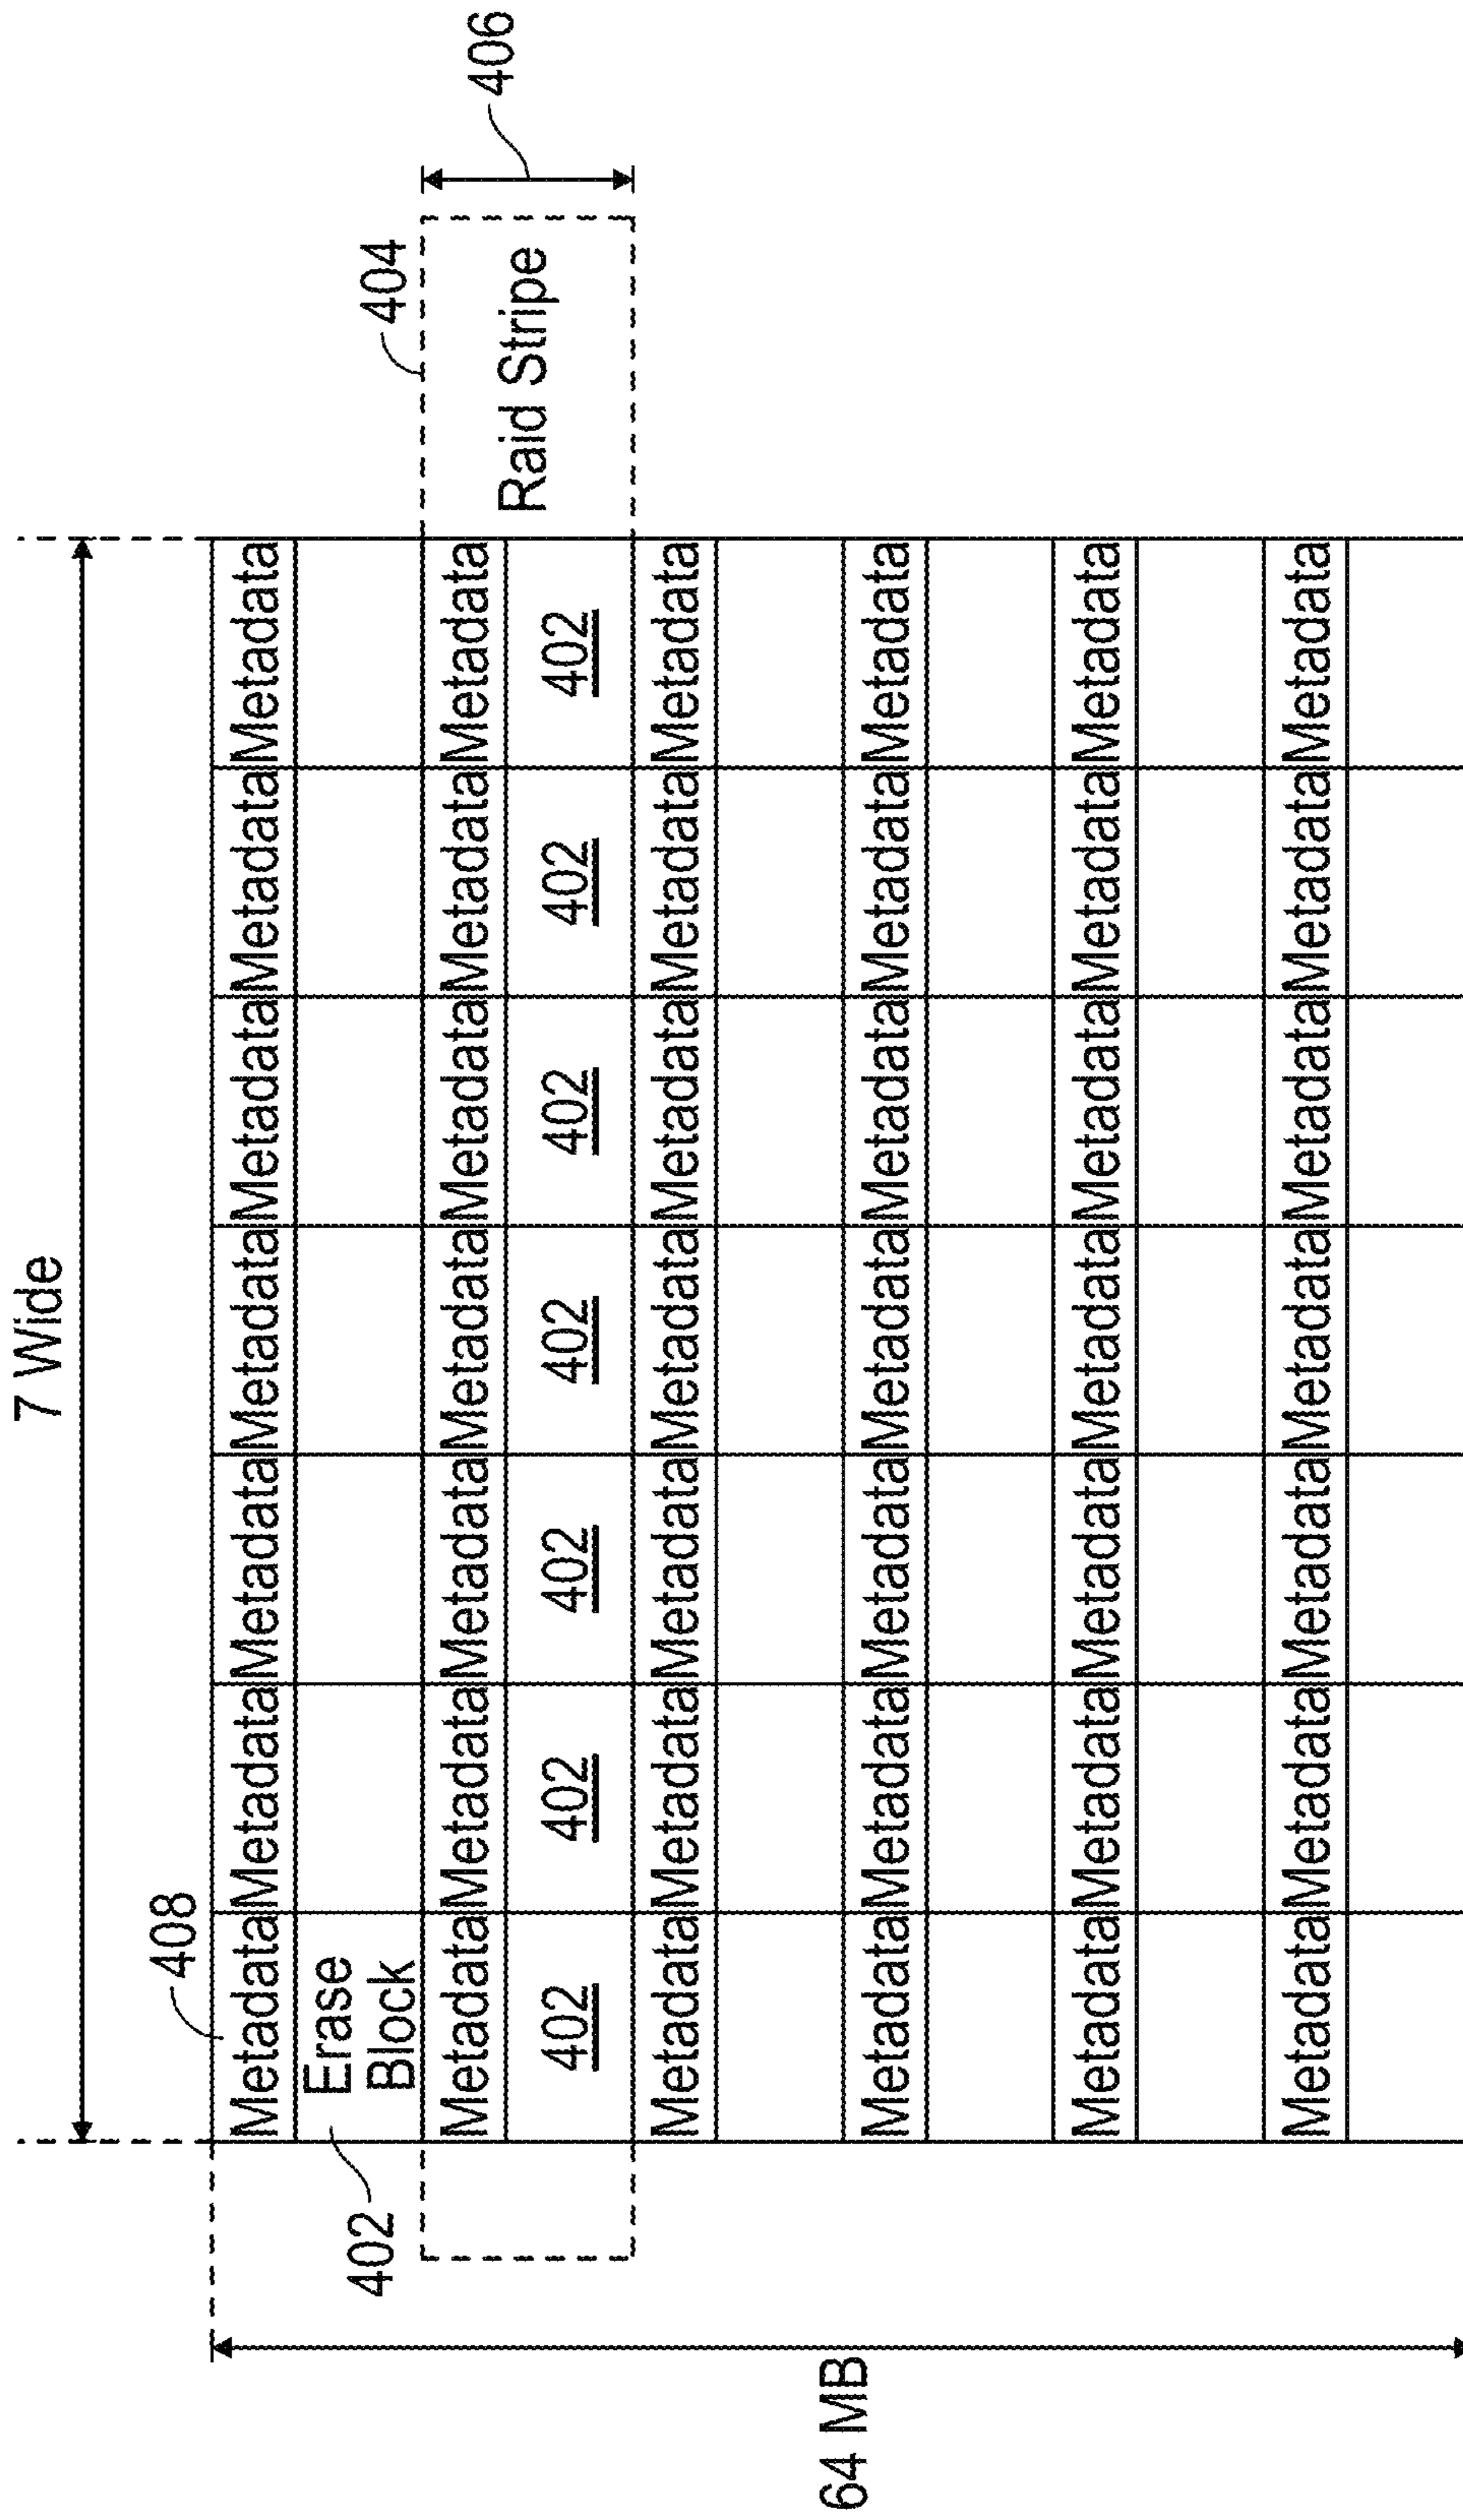 7 Wide
408
Metadata Metadata Metadata Metadata Metadata Metadata Metadata
Erase
Block
402
404
406
Metadata Metadata Metadata Metadata Metadata Metadata Metadata
Raid Stripe
402 402 402 402 402 402 402
Metadata Metadata Metadata Metadata Metadata Metadata Metadata
64 MB
Metadata Metadata Metadata Metadata Metadata Metadata Metadata
Metadata Metadata Metadata Metadata Metadata Metadata Metadata
Metadata Metadata Metadata Metadata Metadata Metadata Metadata